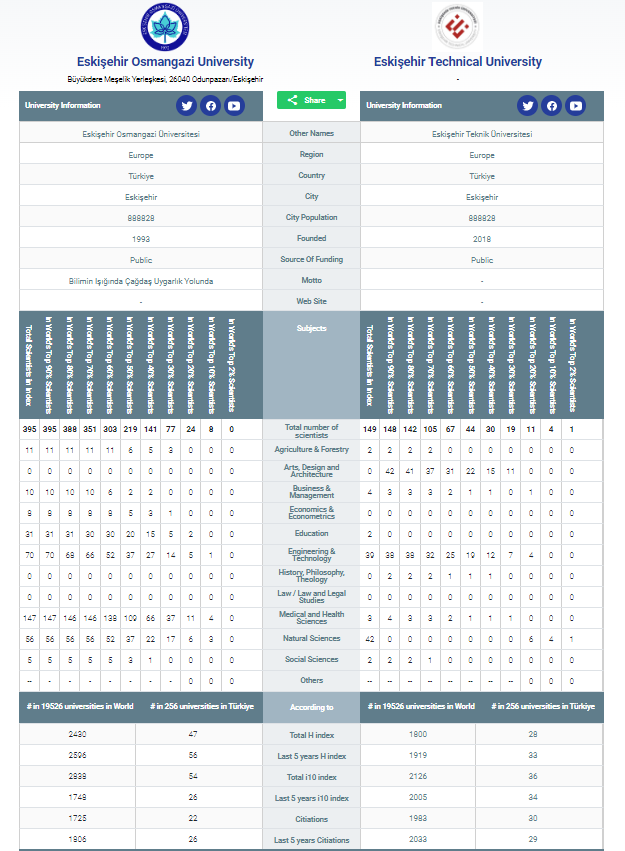 Eskişehir Osmangazi University
Büyükdere Meşelik Yerleşkesi, 26040 Odunpazarı/Eskişehir
Eskişehir Technical University
-
University Information
Share
University Information
Eskişehir Osmangazi Üniversitesi Other Names Eskişehir Teknik Üniversitesi
Europe Region Europe
Türkiye Country Türkiye
Eskişehir City Eskişehir
888828 City Population 888828
1993 Founded 2018
Public Source Of Funding Public
Bilimin Işığında Çağdaş Uygarlık Yolunda Motto -
- Web Site -
Total Scientists in Index
In World's Top 90% Scientists
In World's Top 80% Scientists
In World's Top 70% Scientists
In World's Top 60% Scientists
In World's Top 50% Scientists
In World's Top 40% Scientists
In World's Top 30% Scientists
In World's Top 20% Scientists
In World's Top 10% Scientists
In World's Top 2% Scientists
Subjects
Total Scientists in Index
In World's Top 90% Scientists
In World's Top 80% Scientists
In World's Top 70% Scientists
In World's Top 60% Scientists
In World's Top 50% Scientists
In World's Top 40% Scientists
In World's Top 30% Scientists
In World's Top 20% Scientists
In World's Top 10% Scientists
In World's Top 2% Scientists
395 395 388 351 303 219 141 77 24 8 0 Total number of scientists 149 148 142 105 67 44 30 19 11 4 1
11 11 11 11 11 6 5 3 0 0 0 Agriculture & Forestry 2 2 2 2 0 0 0 0 0 0 0
0 0 0 0 0 0 0 0 0 0 0 Arts, Design and Architecture 0 42 41 37 31 22 15 11 0 0 0
10 10 10 10 6 2 2 0 0 0 0 Business & Management 4 3 3 3 2 1 1 0 1 0 0
8 8 8 8 8 5 3 1 0 0 0 Economics & Econometrics 0 0 0 0 0 0 0 0 0 0 0
31 31 31 30 30 20 15 5 2 0 0 Education 2 0 0 0 0 0 0 0 0 0 0
70 70 68 66 52 37 27 14 5 1 0 Engineering & Technology 39 38 38 32 25 19 12 7 4 0 0
0 0 0 0 0 0 0 0 0 0 0 History, Philosophy, Theology 0 2 2 2 1 1 1 0 0 0 0
0 0 0 0 0 0 0 0 0 0 0 Law / Law and Legal Studies 0 0 0 0 0 0 0 0 0 0 0
147 147 146 146 138 109 66 37 11 4 0 Medical and Health Sciences 3 4 3 3 2 1 1 1 0 0 0
56 56 56 56 52 37 22 17 6 3 0 Natural Sciences 42 0 0 0 0 0 0 0 6 4 1
5 5 5 5 5 3 1 0 0 0 0 Social Sciences 2 2 2 1 0 0 0 0 0 0 0
-- - - - - - - - 0 0 0 Others -- -- -- -- -- -- -- -- 0 0 0
# in 19526 universities in World # in 256 universities in Türkiye According to # in 19526 universities in World # in 256 universities in Türkiye
2430 47 Total H index 1800 28
2596 56 Last 5 years H index 1919 33
2838 54 Total i10 index 2126 36
1748 26 Last 5 years i10 index 2005 34
1725 22 Citations 1983 30
1906 26 Last 5 years Citations 2033 29